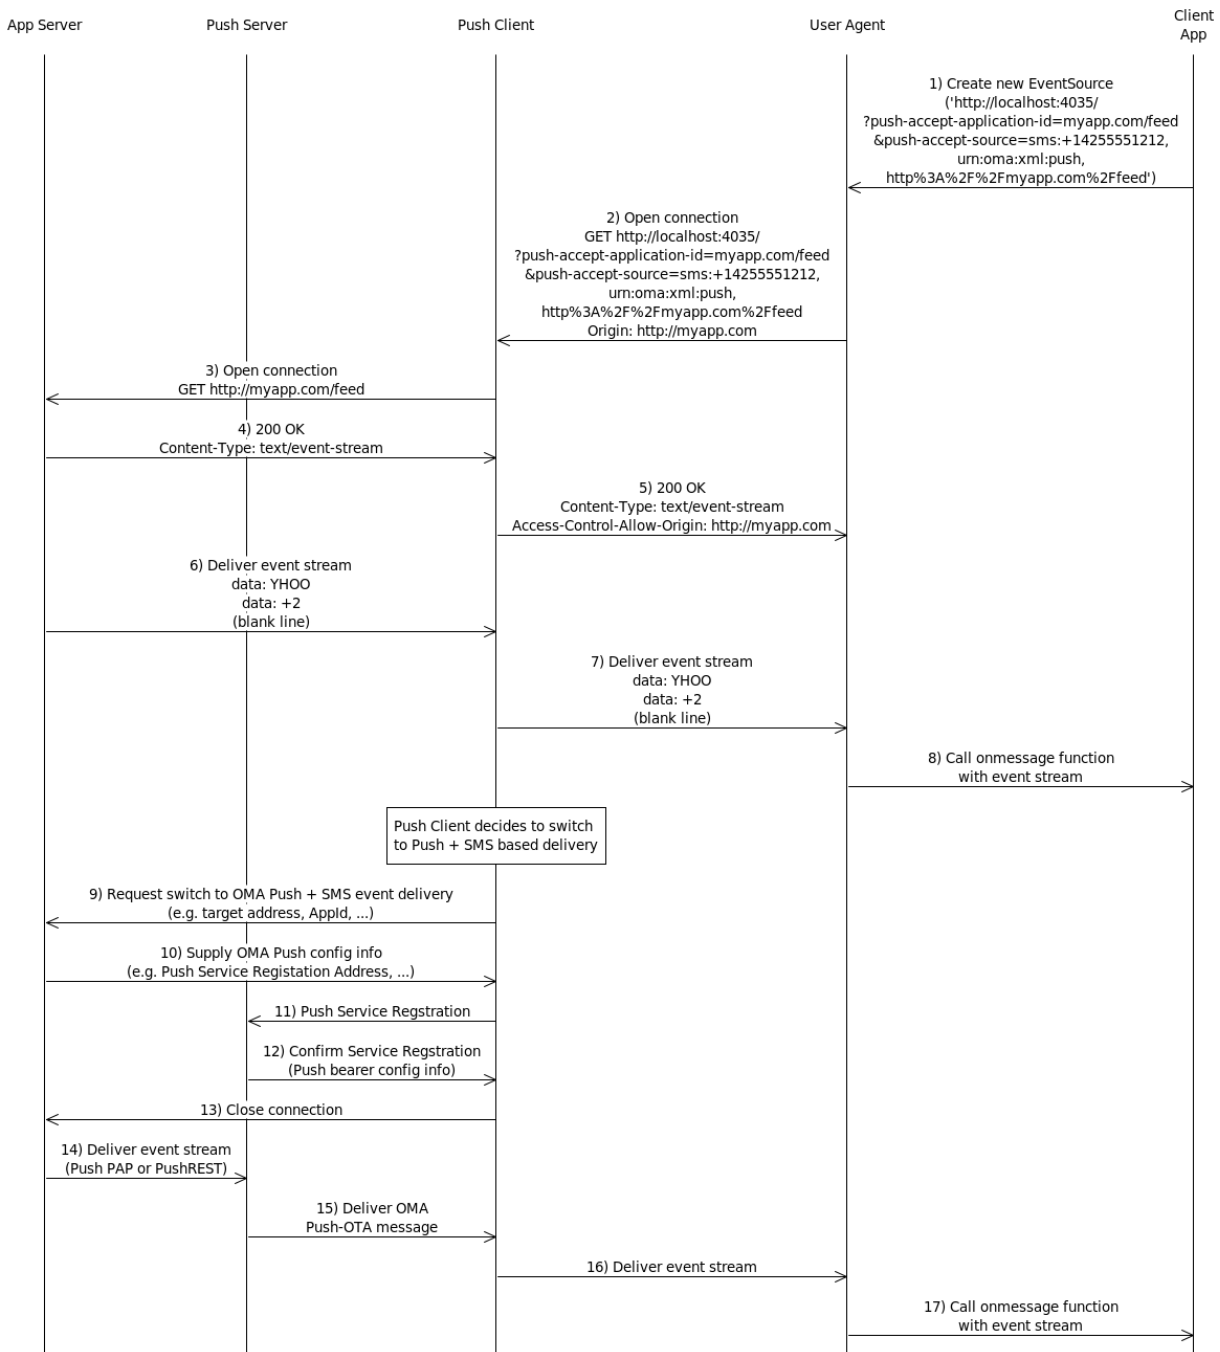 App Server
Push Server
Push Client
User Agent
Client
App
1) Create new EventSource
('http://localhost:4035/
?push-accept-application-id=myapp.com/feed
&push-accept-source=sms:+14255551212,
urn:oma:xml:push,
http%3A%2F%2Fmyapp.com%2Ffeed')
2) Open connection
GET http://localhost:4035/
?push-accept-application-id=myapp.com/feed
&push-accept-source=sms:+14255551212,
urn:oma:xml:push,
http%3A%2F%2Fmyapp.com%2Ffeed
Origin: http://myapp.com
3) Open connection
GET http://myapp.com/feed
4) 200 OK
Content-Type: text/event-stream
5) 200 OK
Content-Type: text/event-stream
Access-Control-Allow-Origin: http://myapp.com
6) Deliver event stream
data: YHOO
data: +2
(blank line)
7) Deliver event stream
data: YHOO
data: +2
(blank line)
8) Call onmessage function
with event stream
Push Client decides to switch
to Push + SMS based delivery
9) Request switch to OMA Push + SMS event delivery
(e.g. target address, AppId, ...)
10) Supply OMA Push config info
(e.g. Push Service Registation Address, ...)
11) Push Service Regstration
12) Confirm Service Regstration
(Push bearer config info)
13) Close connection
14) Deliver event stream
(Push PAP or PushREST)
15) Deliver OMA
Push-OTA message
16) Deliver event stream
17) Call onmessage function
with event stream